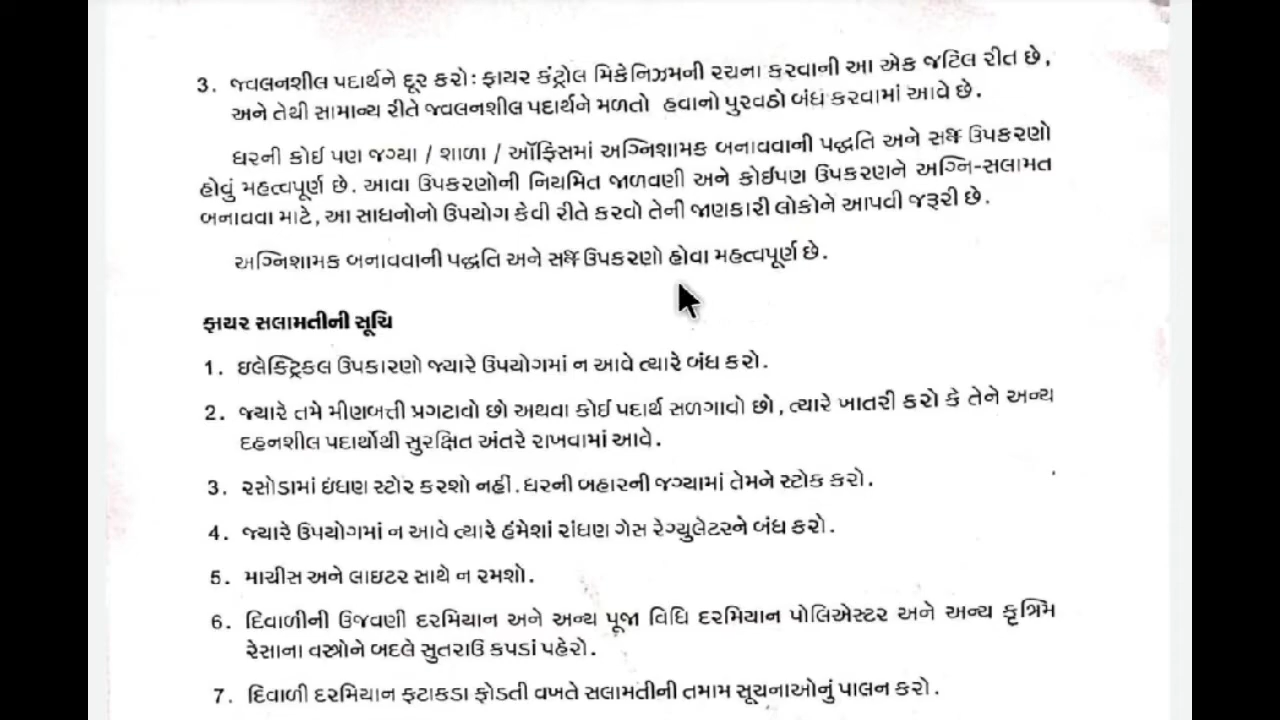 3. જ્વલનશીલ પદાર્થને દૂર કરો: ફાયર કંટ્રોલ મિકેનિઝમની રચના કરવાની આ એક જટિલ રીત છે,
અને તેથી સામાન્ય રીતે જ્વલનશીલ પદાર્થને મળતો હવાનો પુરવઠો બંધ કરવામાં આવે છે.
ઘરની કોઈ પણ જગ્યા / શાળા / ઑફિસમાં અગ્નિશામક બનાવવાની પદ્ધતિ અને સજ્જ ઉપકરણો
હોવું મહત્વપૂર્ણ છે. આવા ઉપકરણોની નિયમિત જાળવણી અને કોઈપણ ઉપકરણને અગ્નિ-સલામત
બનાવવા માટે, આ સાધનોનો ઉપયોગ કેવી રીતે કરવો તેની જાણકારી લોકોને આપવી જરૂરી છે.
અગ્નિશામક બનાવવાની પદ્ધતિ અને સજ્જ ઉપકરણો હોવા મહત્વપૂર્ણ છે.
ફાયર સલામતીની સૂચિ
1. ઇલેક્ટ્રિકલ ઉપકારણો જ્યારે ઉપયોગમાં ન આવે ત્યારે બંધ કરો.
2. જ્યારે તમે મીણબત્તી પ્રગટાવો છો અથવા કોઈ પદાર્થ સળગાવો છો, ત્યારે ખાતરી કરો કે તેને અન્ય
દહનશીલ પદાર્થોથી સુરક્ષિત અંતરે રાખવામાં આવે.
3. રસોડામાં ઇંધણ સ્ટોર કરશો નહીં. ઘરની બહારની જગ્યામાં તેમને સ્ટોક કરો.
4. જ્યારે ઉપયોગમાં ન આવે ત્યારે હંમેશાં રાંધણ ગેસ રેગ્યુલેટરને બંધ કરો.
5. માચીસ અને લાઇટર સાથે ન રમશો.
6. દિવાળીની ઉજવણી દરમિયાન અને અન્ય પૂજા વિધિ દરમિયાન પોલિએસ્ટર અને અન્ય કૃત્રિમ
રેસાના વસ્ત્રોને બદલે સુતરાઉ કપડાં પહેરો.
7. દિવાળી દરમિયાન ફટાકડા ફોડતી વખતે સલામતીની તમામ સૂચનાઓનું પાલન કરો.